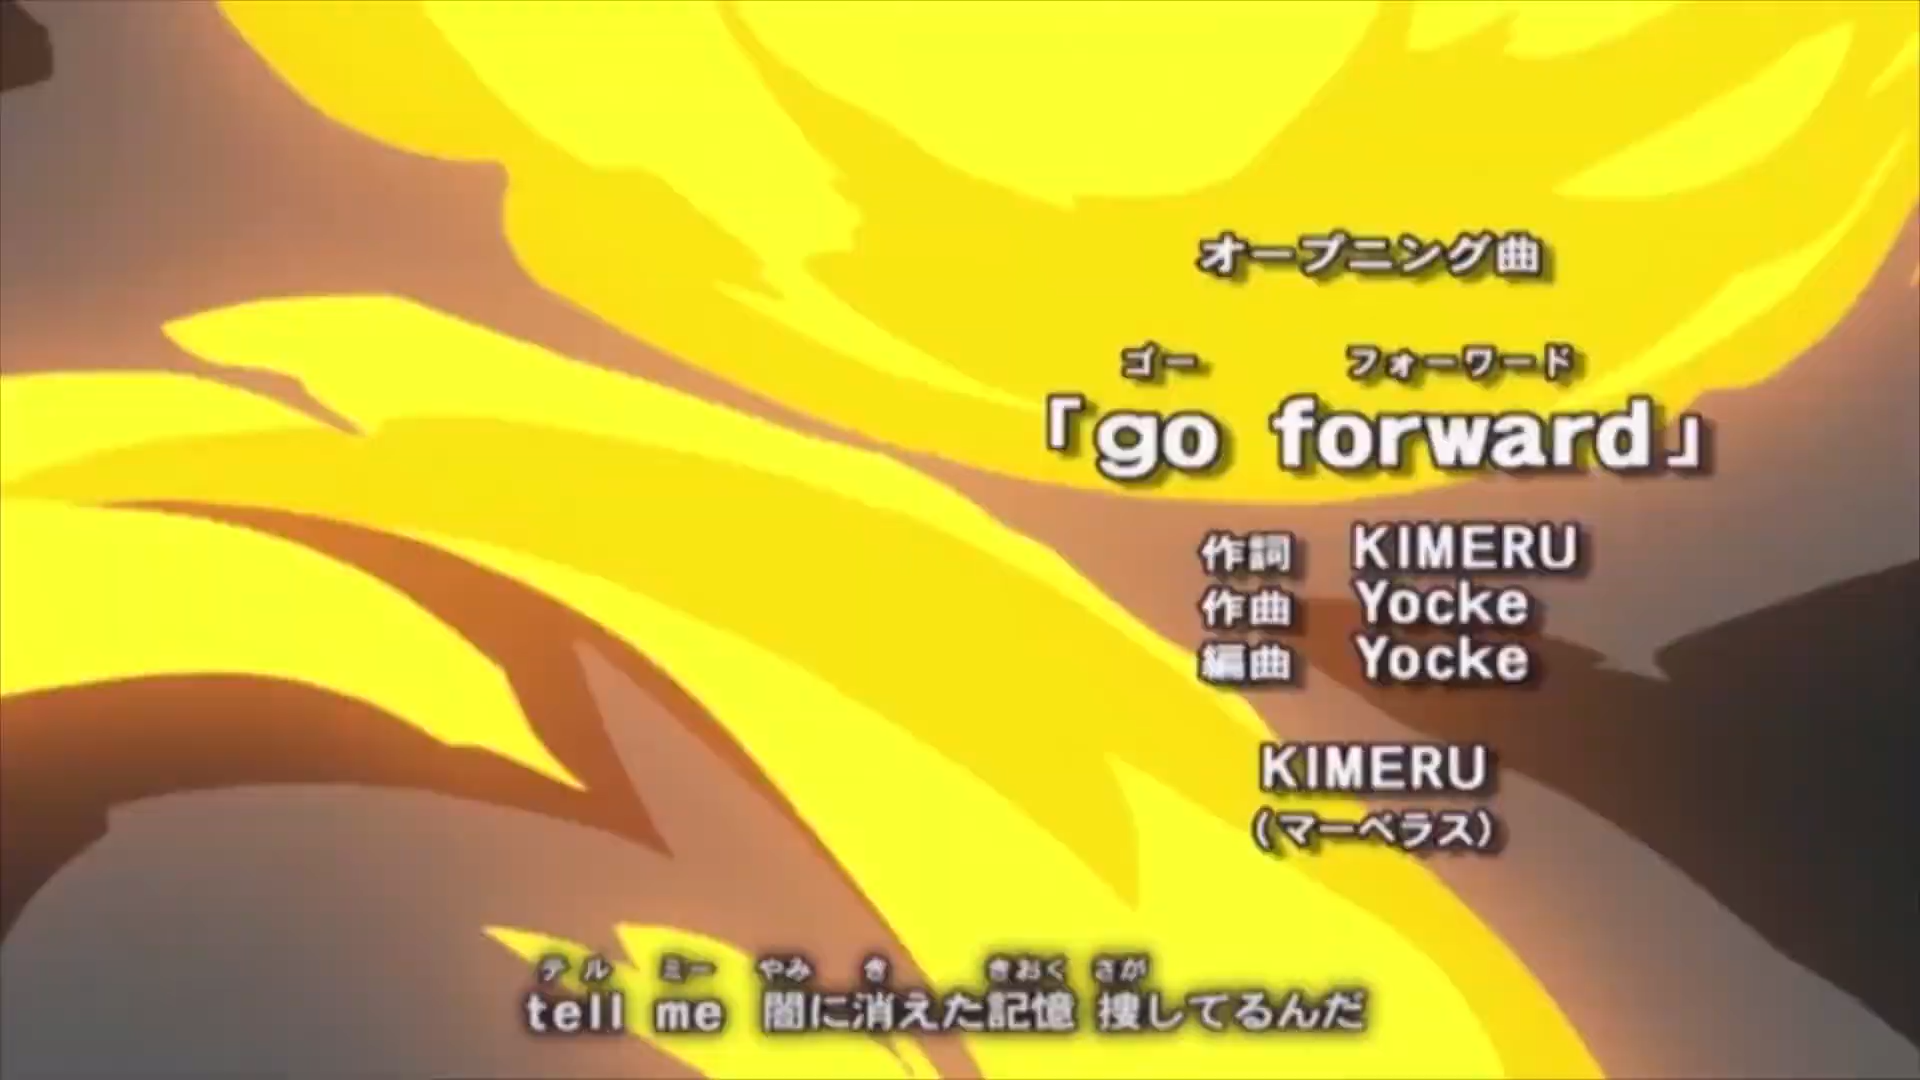 オープニング曲
ゴー フォーワード
「go forward」
作詞 KIMERU
作曲 Yocke
編曲 Yocke
KIMERU
(マーベラス)
テル ミー やみ き きおく さが
tell me 闇に消えた記憶 捜してるんだ